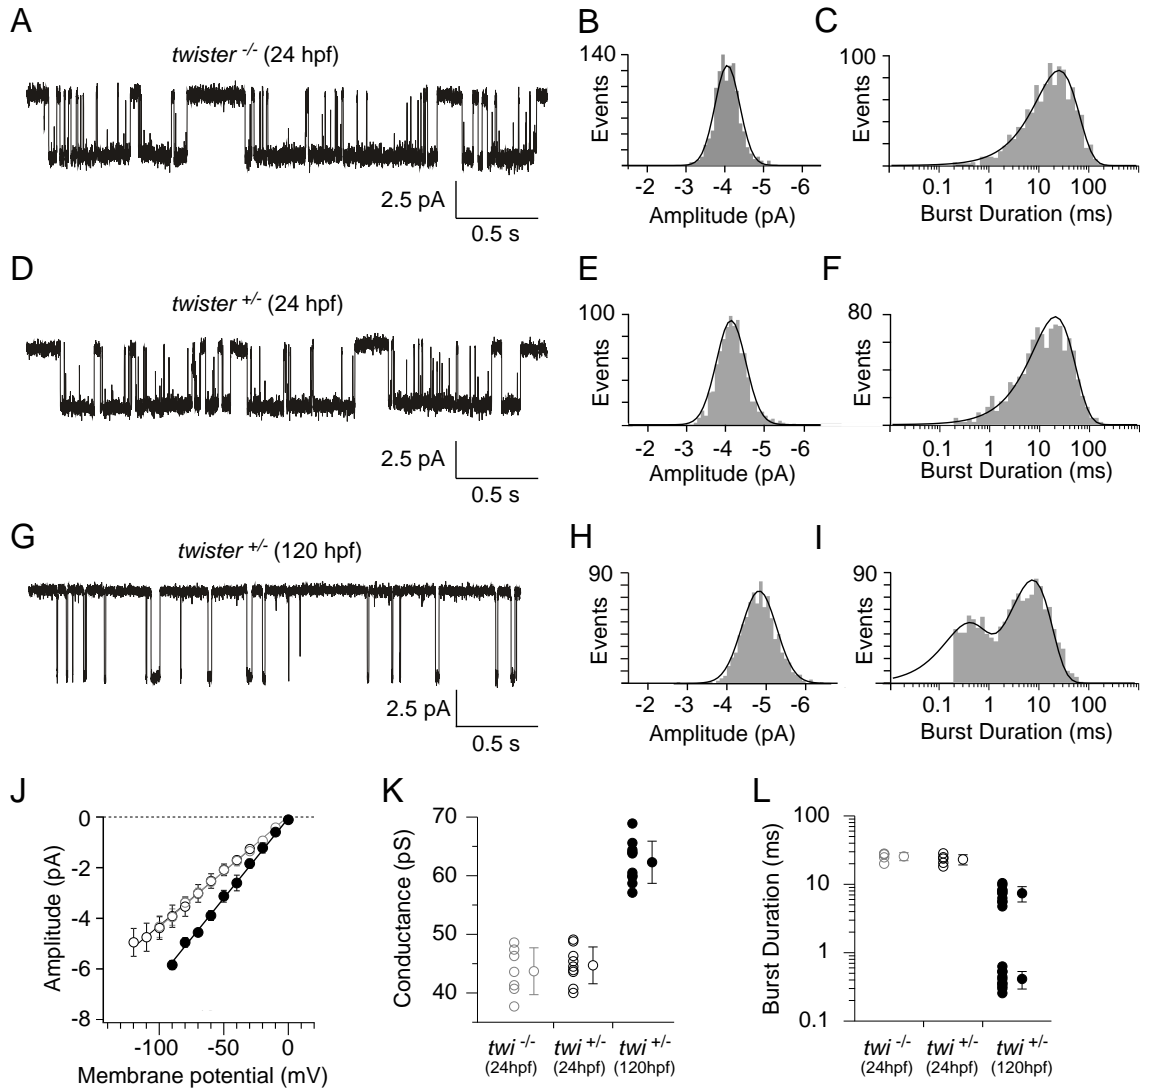 A
twister -/- (24 hpf)
2.5 pA
0.5 s
B
140
Events
-2 -3 -4 -5 -6
Amplitude (pA)
C
100
Events
0.1 1 10 100
Burst Duration (ms)
D
twister +/- (24 hpf)
2.5 pA
0.5 s
E
100
Events
-2 -3 -4 -5 -6
Amplitude (pA)
F
80
Events
0.1 1 10 100
Burst Duration (ms)
G
twister +/- (120 hpf)
2.5 pA
0.5 s
H
90
Events
-2 -3 -4 -5 -6
Amplitude (pA)
I
90
Events
0.1 1 10 100
Burst Duration (ms)
J
0
-2
-4
-6
-8
Amplitude (pA)
-100 -50 0
Membrane potential (mV)
K
70
60
50
40
Conductance (pS)
twi -/- twi +/- twi +/-
(24hpf) (24hpf) (120hpf)
L
100
10
1
0.1
Burst Duration (ms)
twi -/- twi +/- twi +/-
(24hpf) (24hpf) (120hpf)